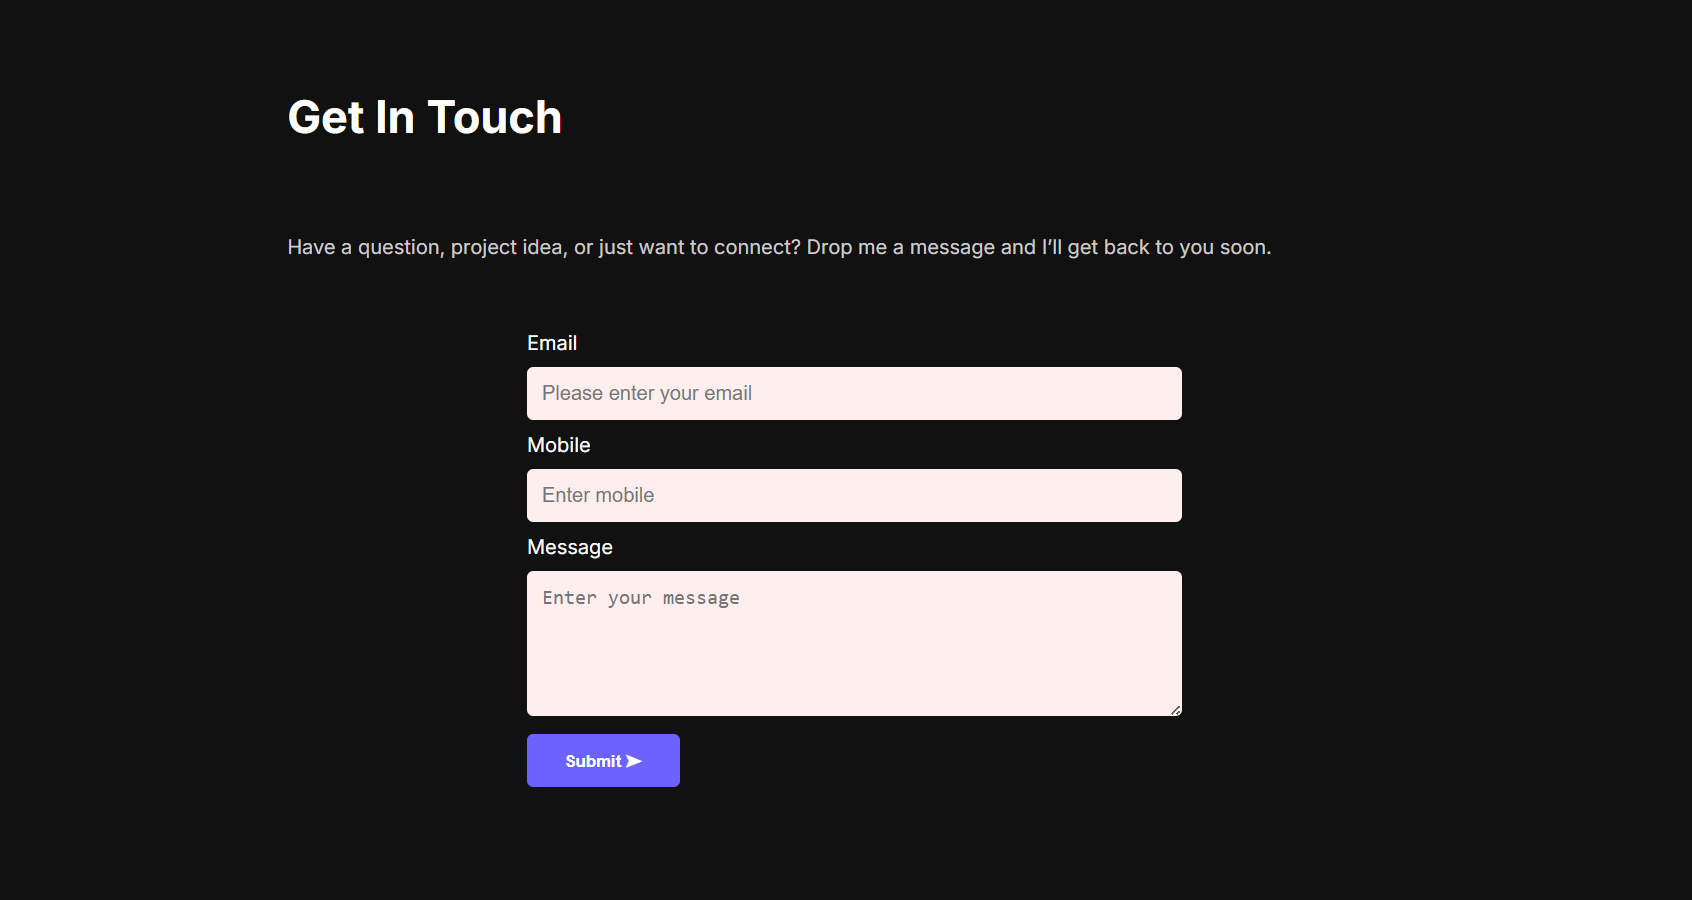 Get In Touch
Have a question, project idea, or just want to connect? Drop me a message and I’ll get back to you soon.
Email
Please enter your email
Mobile
Enter mobile
Message
Enter your message
Submit ➤